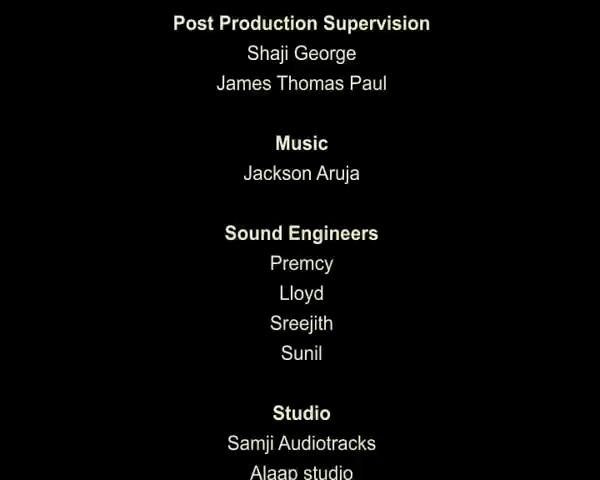 Post Production Supervision
Shaji George
James Thomas Paul
Music
Jackson Aruja
Sound Engineers
Premcy
Lloyd
Sreejith
Sunil
Studio
Samji Audiotracks
Alaap studio